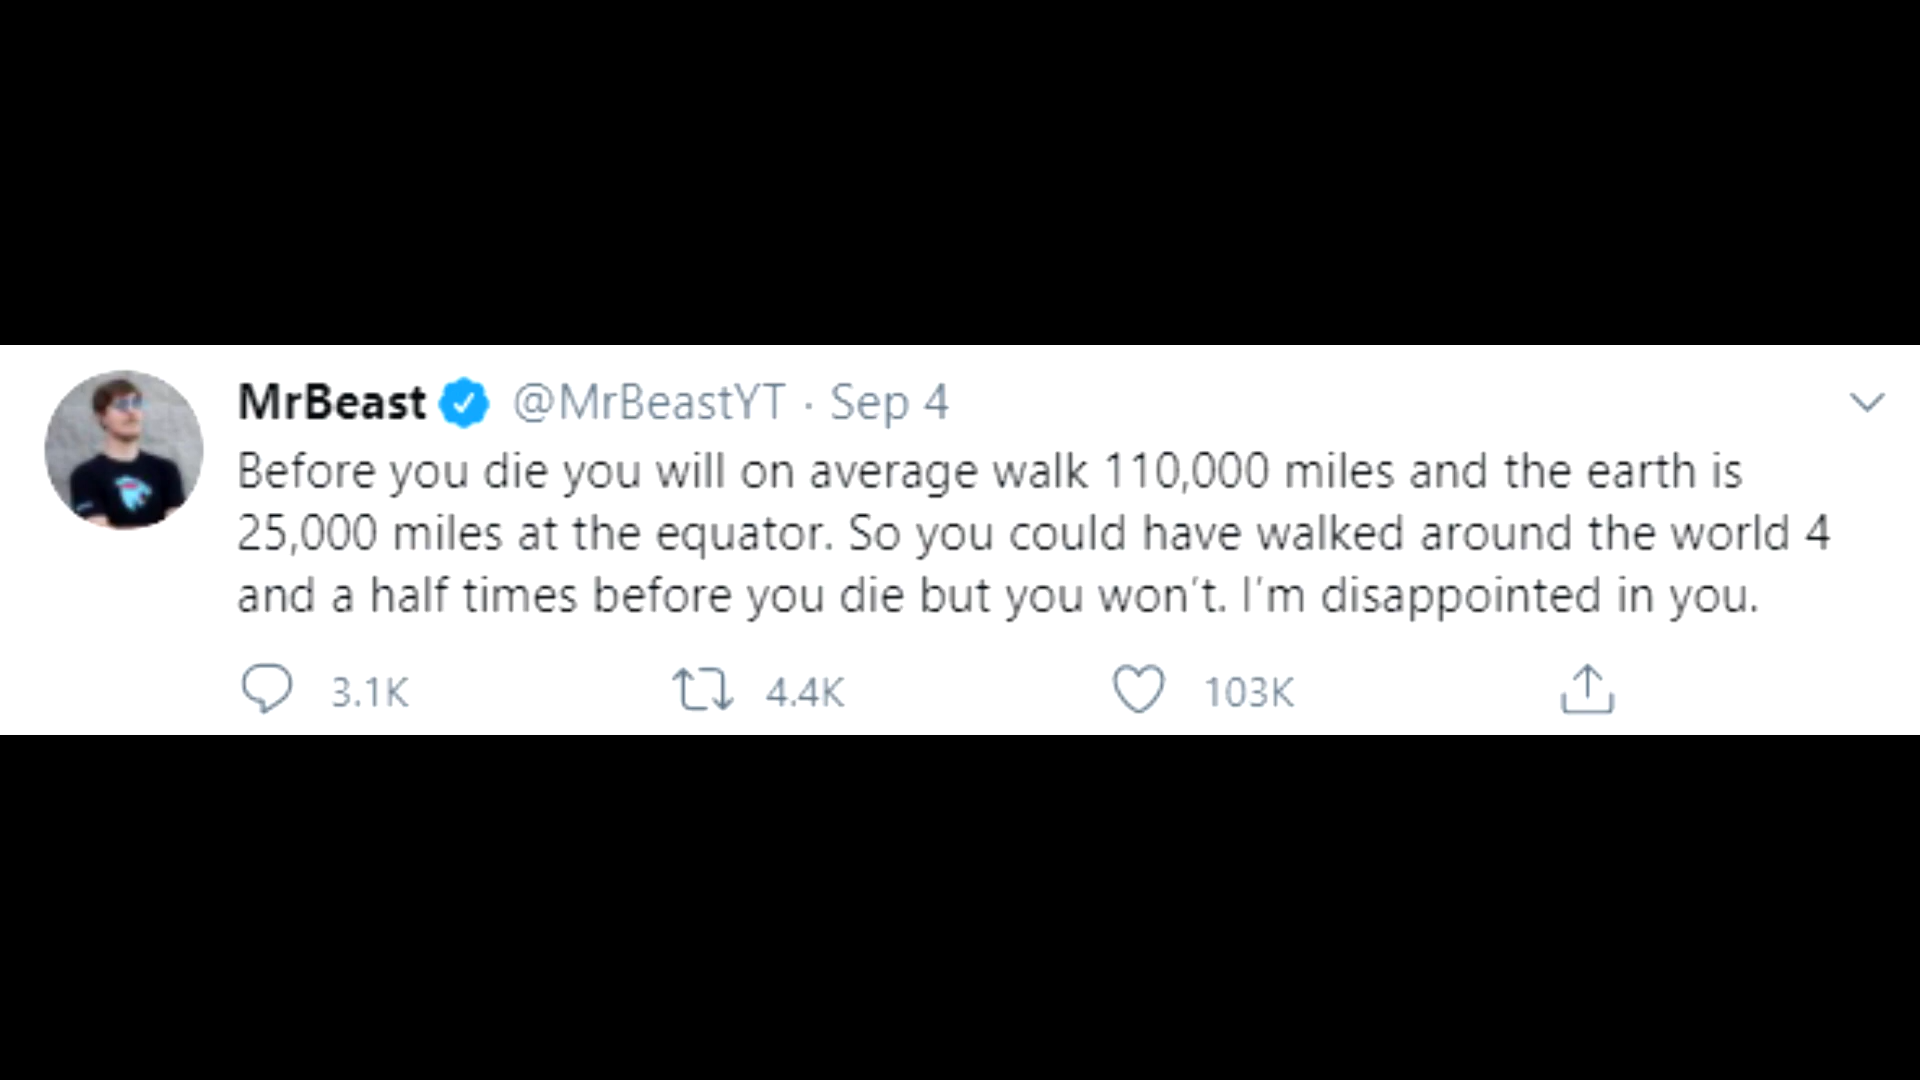 MrBeast @MrBeastYT · Sep 4
Before you die you will on average walk 110,000 miles and the earth is
25,000 miles at the equator. So you could have walked around the world 4
and a half times before you die but you won't. I'm disappointed in you.
3.1K 4.4K 103K